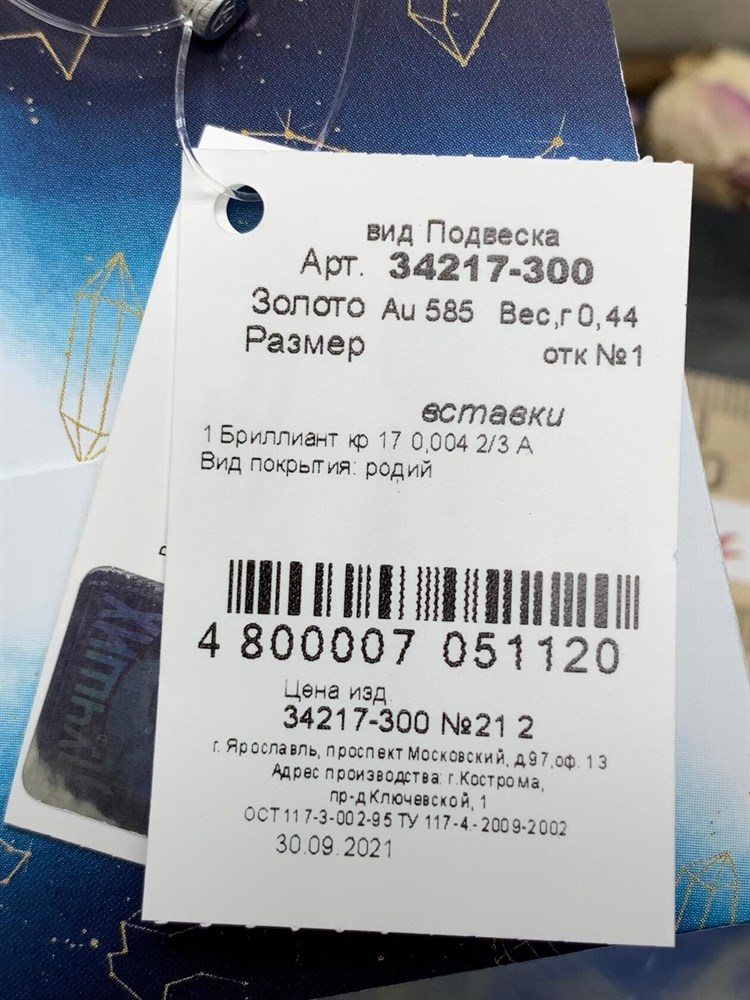 вид Подвеска
Арт. 34217-300
Золото Au 585 Вес,г 0,44
Размер отк №1
вставки
1 Бриллиант кр 17 0,004 2/3 А
Вид покрытия: родий
4 800007 051120
Цена изд.
34217-300 №21 2
г. Ярославль, проспект Московский, д.97,оф. 13
Адрес производства: г.Кострома,
пр-д Ключевской, 1
ОСТ 117-3-002-95 ТУ 117-4.-2009-2002
30.09.2021